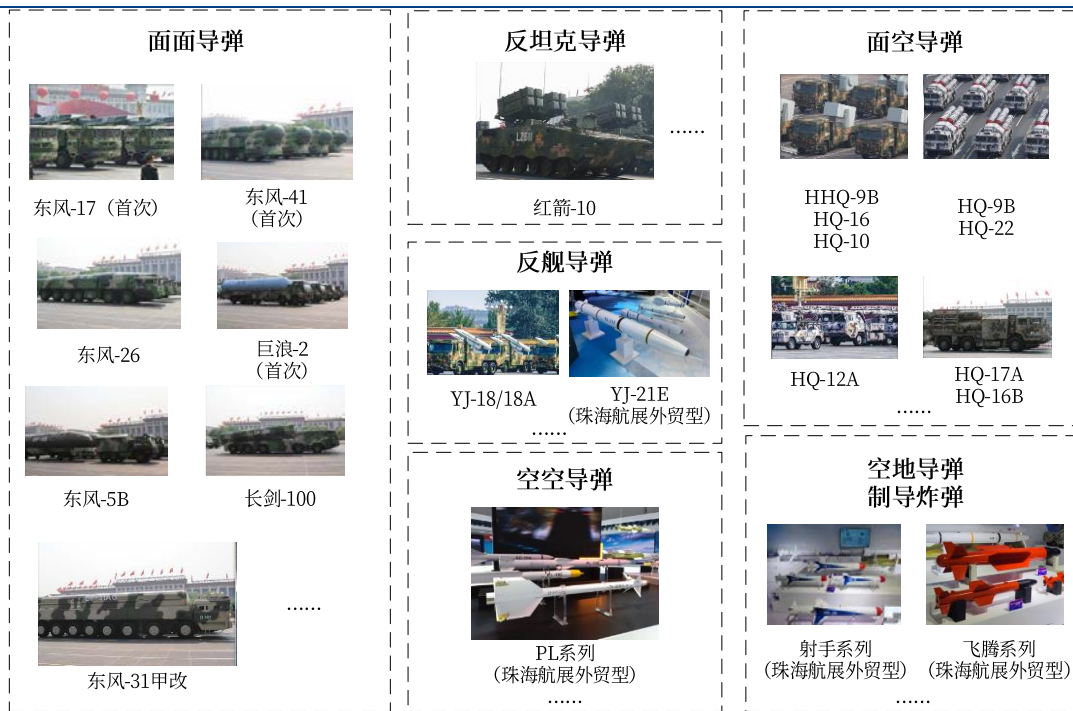 面面导弹
东风-17（首次）
东风-41
（首次）
东风-26
巨浪-2
（首次）
东风-5B
长剑-100
东风-31甲改
……
反坦克导弹
……
红箭-10
反舰导弹
YJ-18/18A
YJ-21E
（珠海航展外贸型）
……
空空导弹
PL系列
（珠海航展外贸型）
……
面空导弹
HHQ-9B
HQ-16
HQ-10
HQ-9B
HQ-22
HQ-12A
HQ-17A
HQ-16B
……
空地导弹
制导炸弹
射手系列
（珠海航展外贸型）
飞腾系列
（珠海航展外贸型）
……